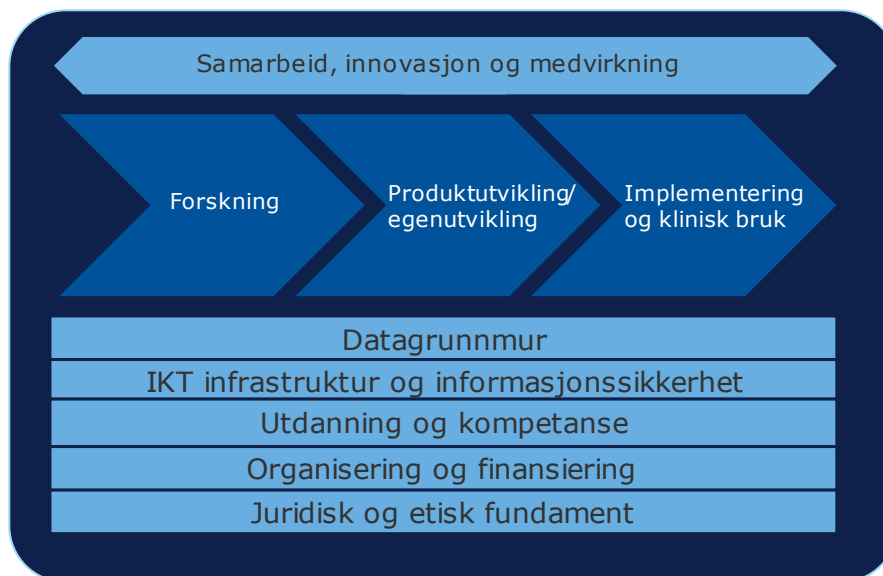 Samarbeid, innovasjon og medvirkning
Forskning
Produktutvikling/
egenutvikling
Implementering
og klinisk bruk
Datagrunnmur
IKT infrastruktur og informasjonssikkerhet
Utdanning og kompetanse
Organisering og finansiering
Juridisk og etisk fundament